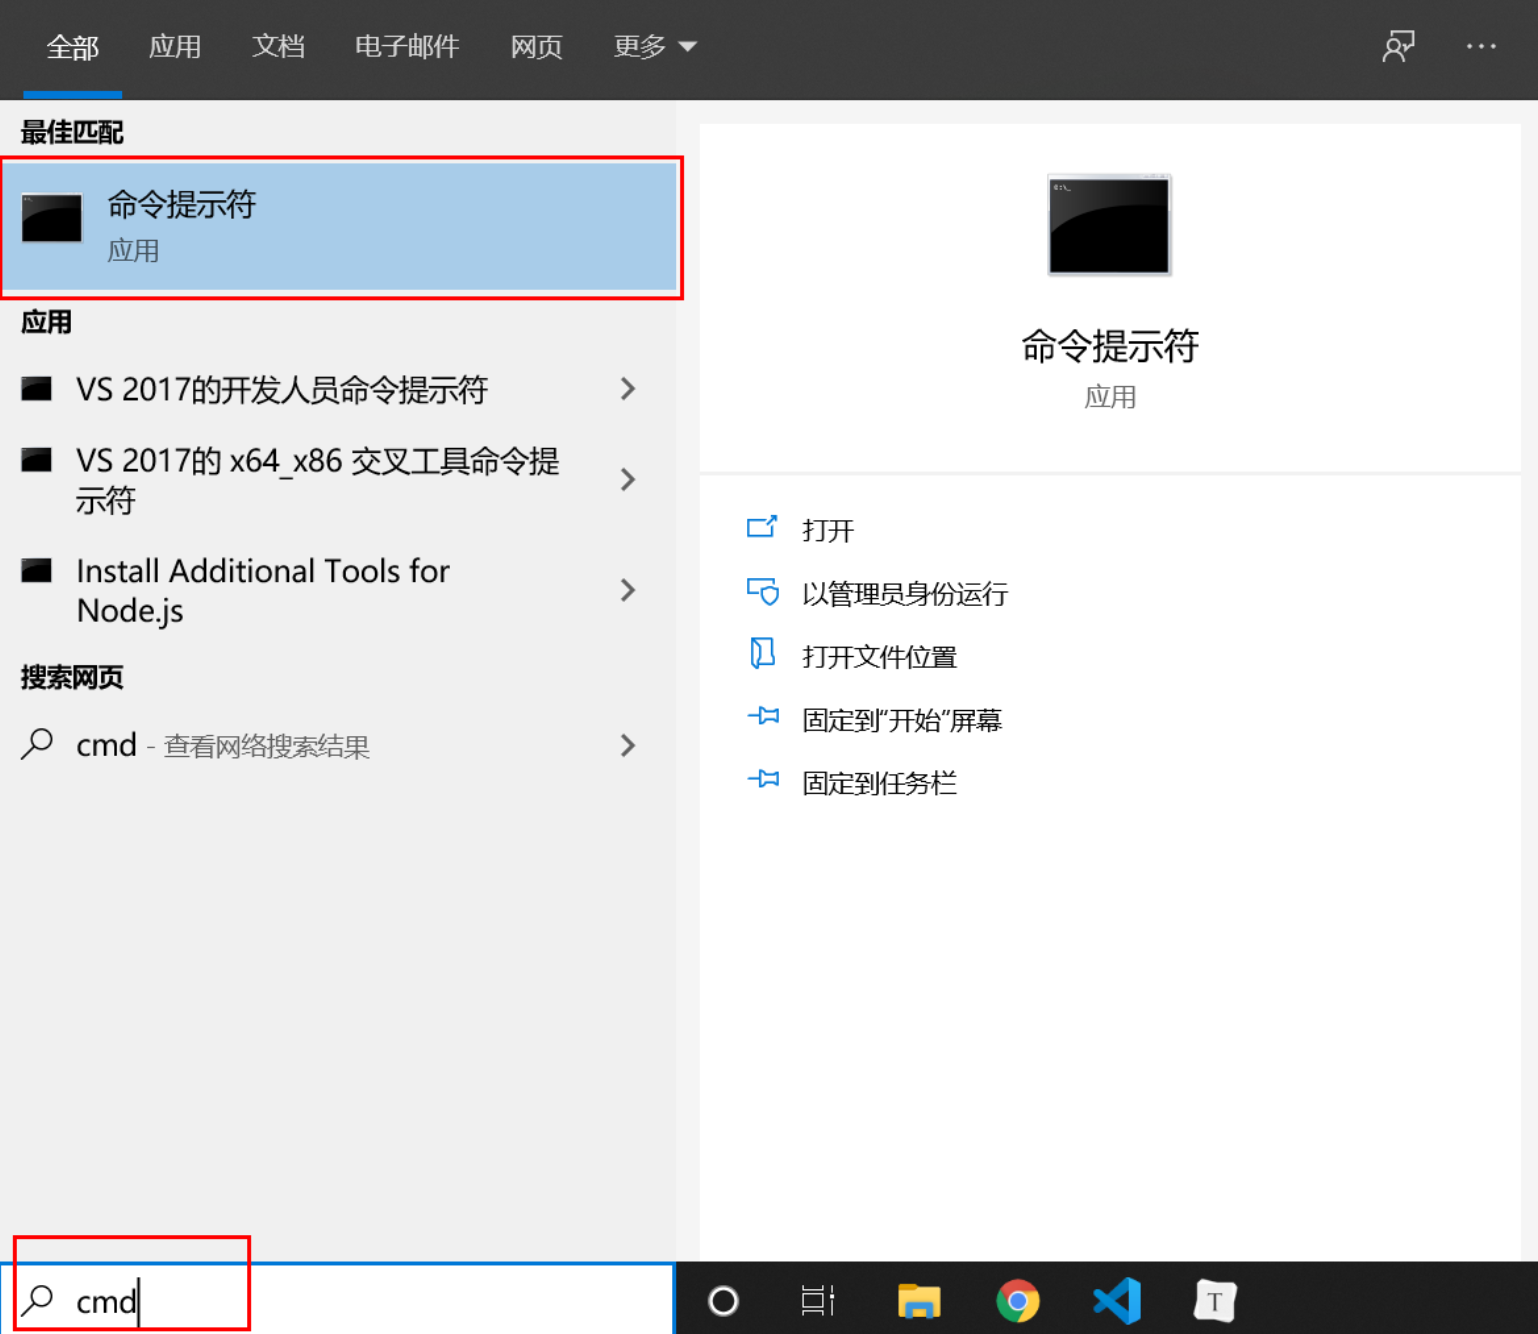 全部 应用 文档 电子邮件 网页 更多
最佳匹配
命令提示符
应用
应用
VS 2017的开发人员命令提示符
VS 2017的 x64_x86 交叉工具命令提
示符
Install Additional Tools for
Node.js
搜索网页
cmd - 查看网络搜索结果
命令提示符
应用
打开
以管理员身份运行
打开文件位置
固定到“开始”屏幕
固定到任务栏
cmd
T